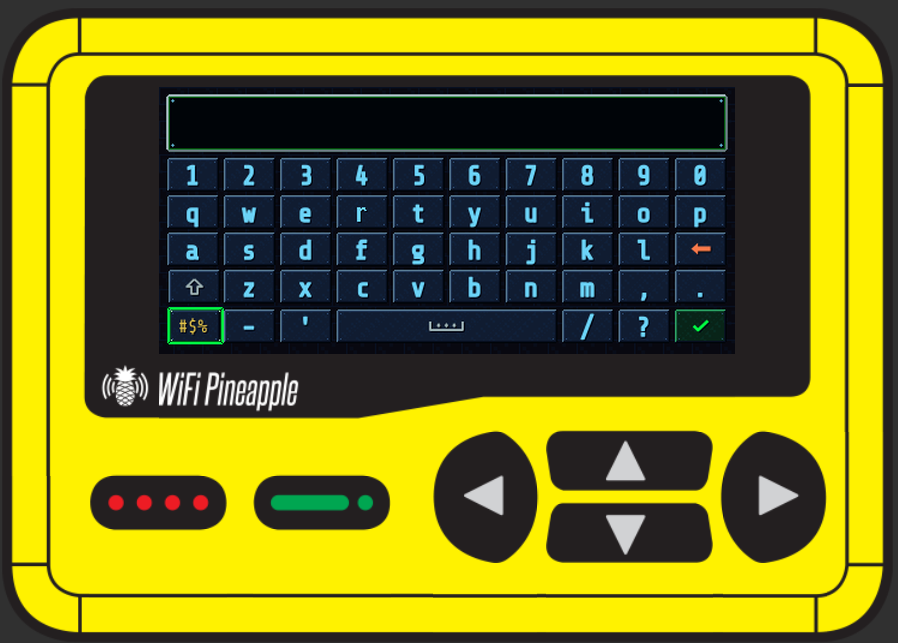 1 2 3 4 5 6 7 8 9 0
q w e r t y u i o p
a s d f g h j k l ←
⇧ z x c v b n m , .
#$% - ' / ? ✓
WiFi Pineapple